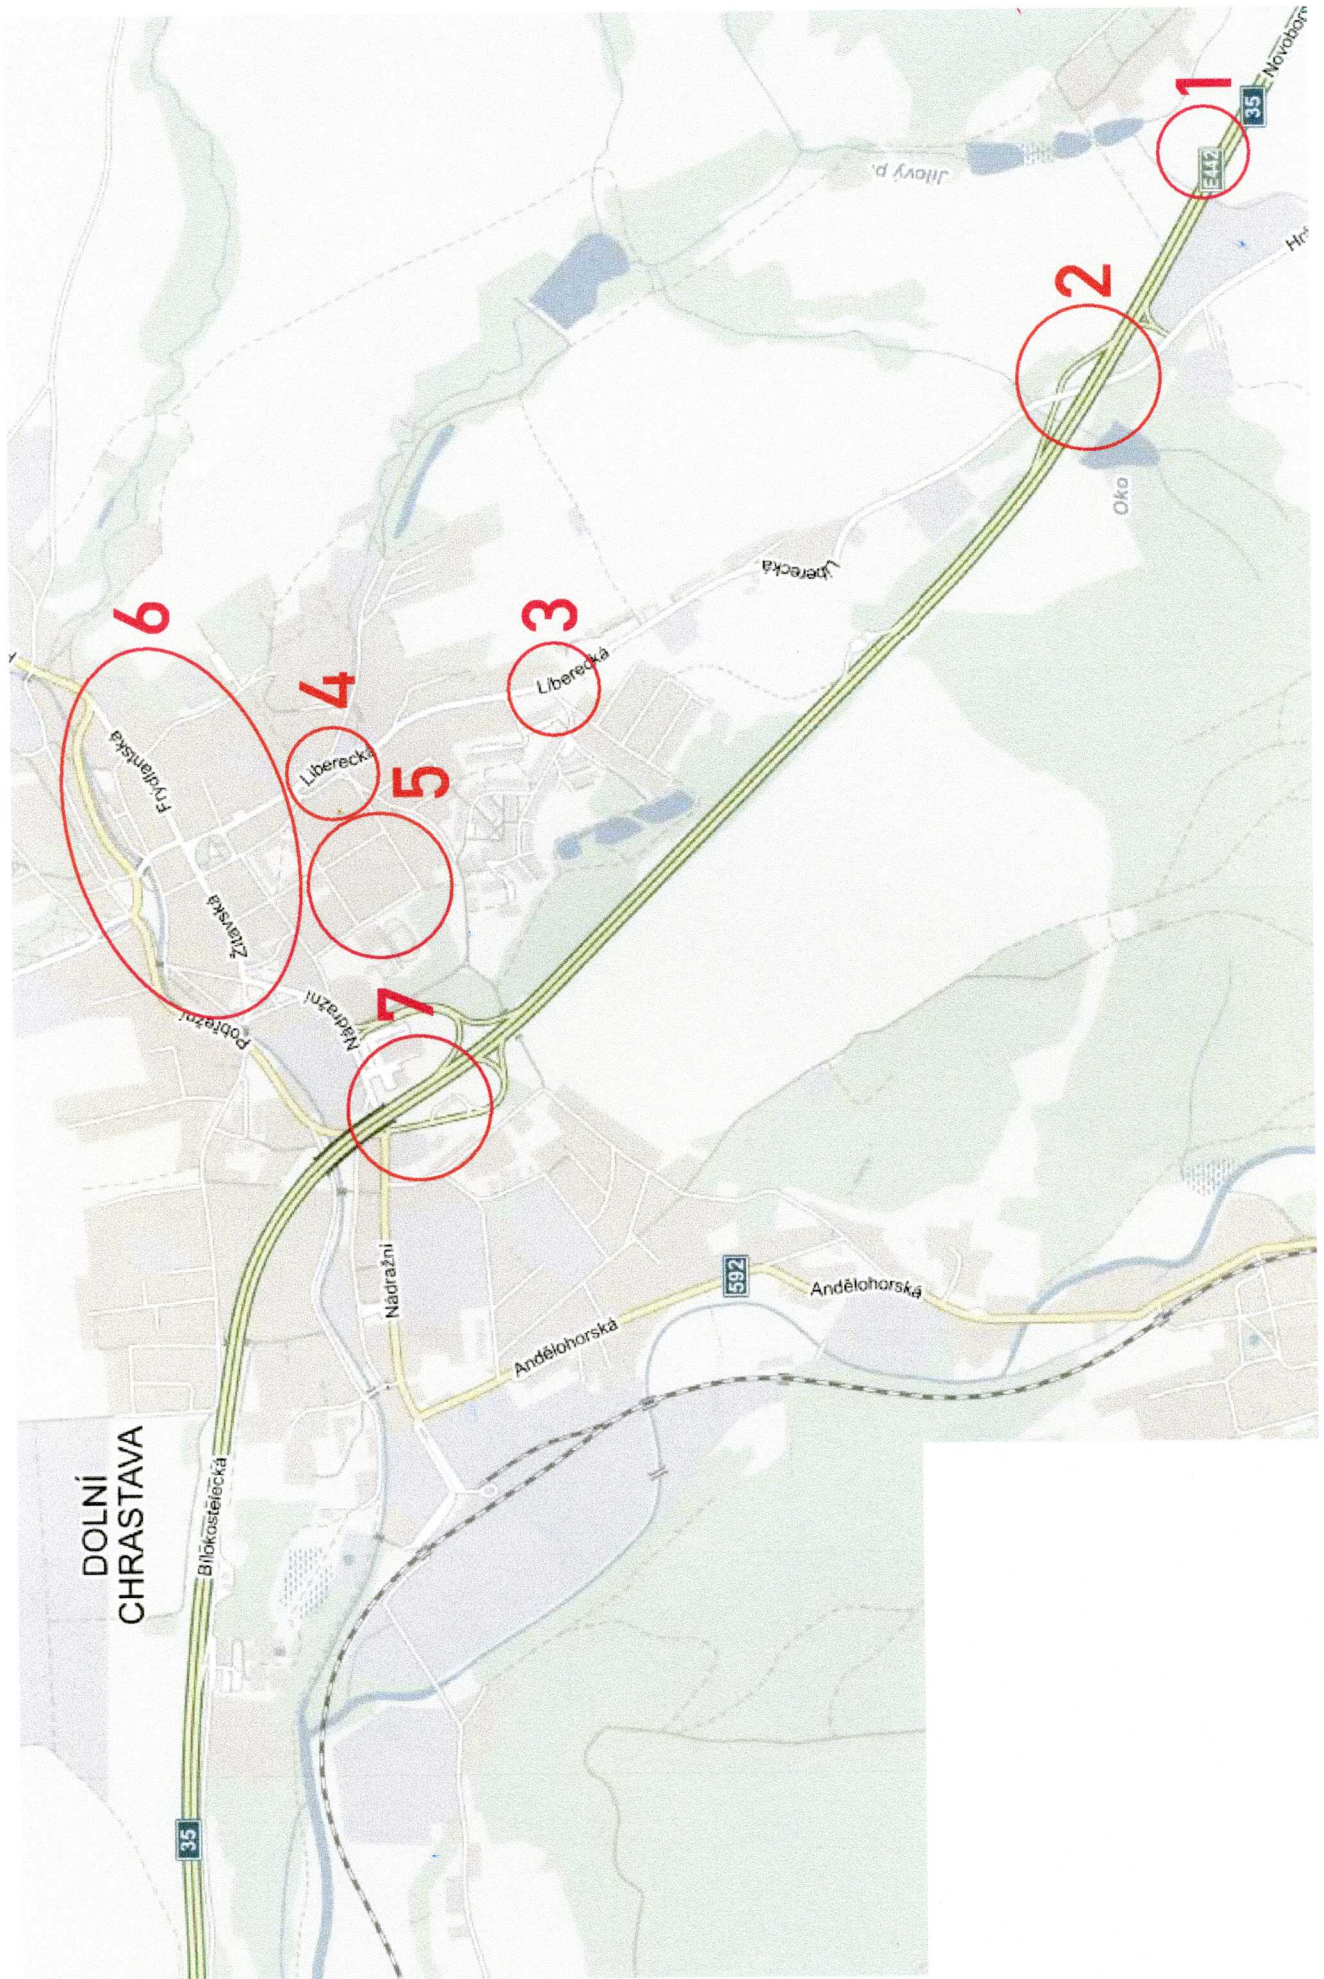 DOLNÍ
CHRASTAVA
35
Bílokostelecká
Nádražní
Andělohorská
592
Andělohorská
Pobřežní
Nádražní
Žitavská
Frýdlantská
Liberecká
Liberecká
Liberecká
Oko
Jílový p.
E442
35
1
2
3
4
5
6
7